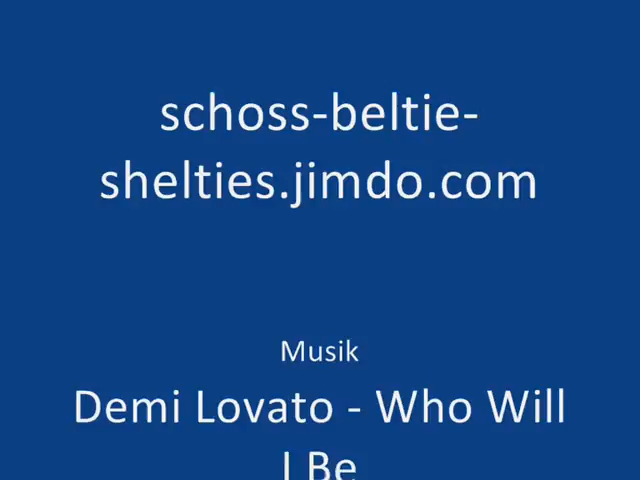 schoss-beltie-
shelties.jimdo.com
Musik
Demi Lovato - Who Will
I Be